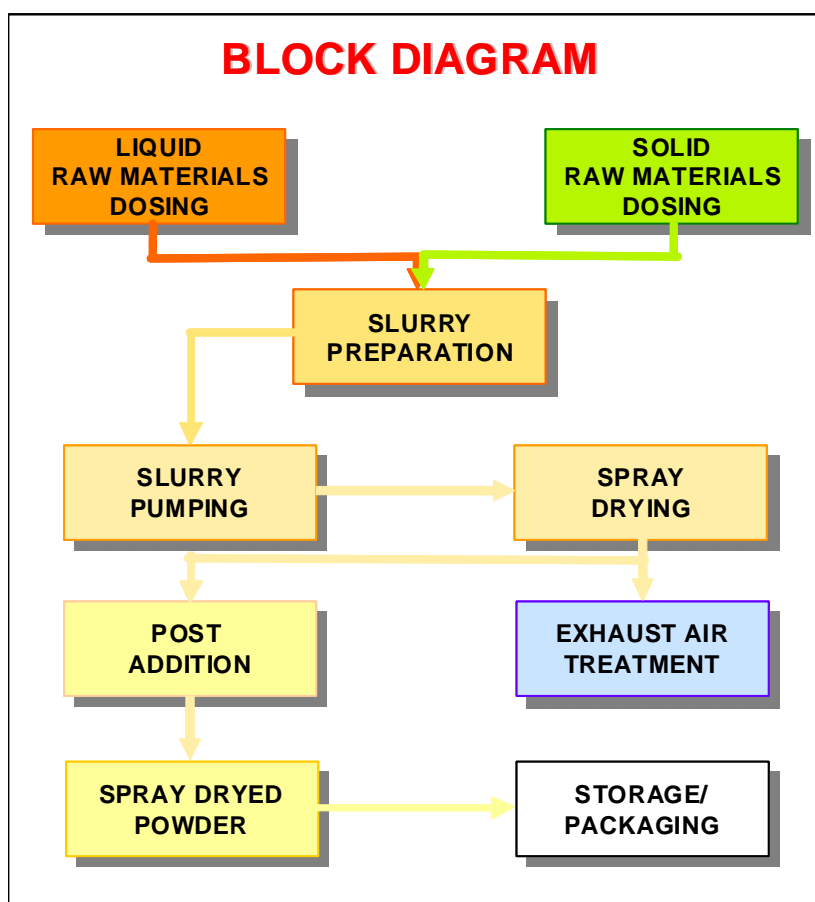 BLOCK DIAGRAM
LIQUID
RAW MATERIALS
DOSING
SOLID
RAW MATERIALS
DOSING
SLURRY
PREPARATION
SLURRY
PUMPING
SPRAY
DRYING
POST
ADDITION
EXHAUST AIR
TREATMENT
SPRAY DRYED
POWDER
STORAGE/
PACKAGING